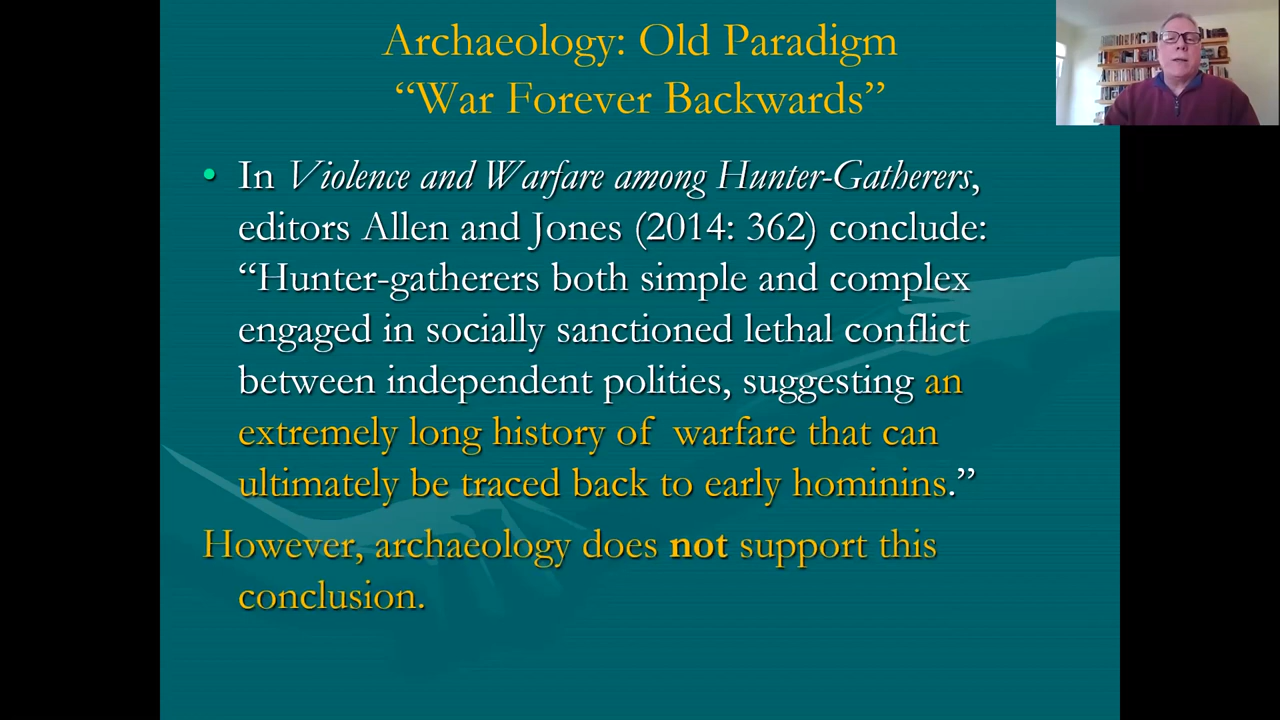 Archaeology: Old Paradigm
“War Forever Backwards”
• In Violence and Warfare among Hunter-Gatherers,
editors Allen and Jones (2014: 362) conclude:
“Hunter-gatherers both simple and complex
engaged in socially sanctioned lethal conflict
between independent polities, suggesting an
extremely long history of warfare that can
ultimately be traced back to early hominins.”
However, archaeology does not support this
conclusion.